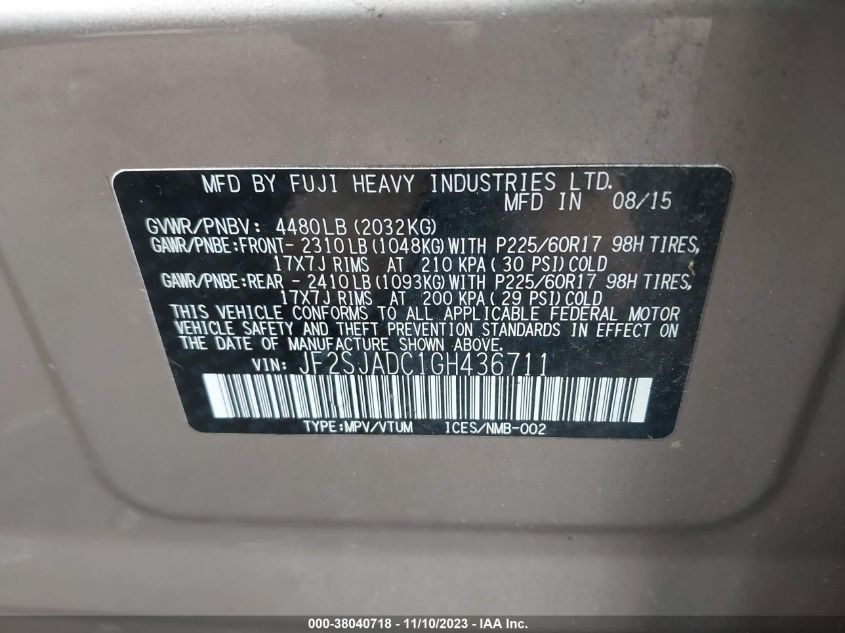 MFD BY FUJI HEAVY INDUSTRIES LTD.
MFD IN 08/15
GVWR/PNBV: 4480LB (2032KG)
GAWR/PNBE:FRONT- 2310LB (1048KG) WITH P225/60R17 98H TIRES,
17X7J RIMS AT 210 KPA ( 30 PSI) COLD
GAWR/PNBE:REAR - 2410LB (1093KG) WITH P225/60R17 98H TIRES,
17X7J RIMS AT 200 KPA ( 29 PSI) COLD
THIS VEHICLE CONFORMS TO ALL APPLICABLE FEDERAL MOTOR
VEHICLE SAFETY AND THEFT PREVENTION STANDARDS IN EFFECT ON
THE DATE OF MANUFACTURE SHOWN ABOVE.
VIN: JF2SJADC1GH436711
TYPE:MPV/VTUM ICES/NMB-002
000-38040718 - 11/10/2023 - © IAA Inc.